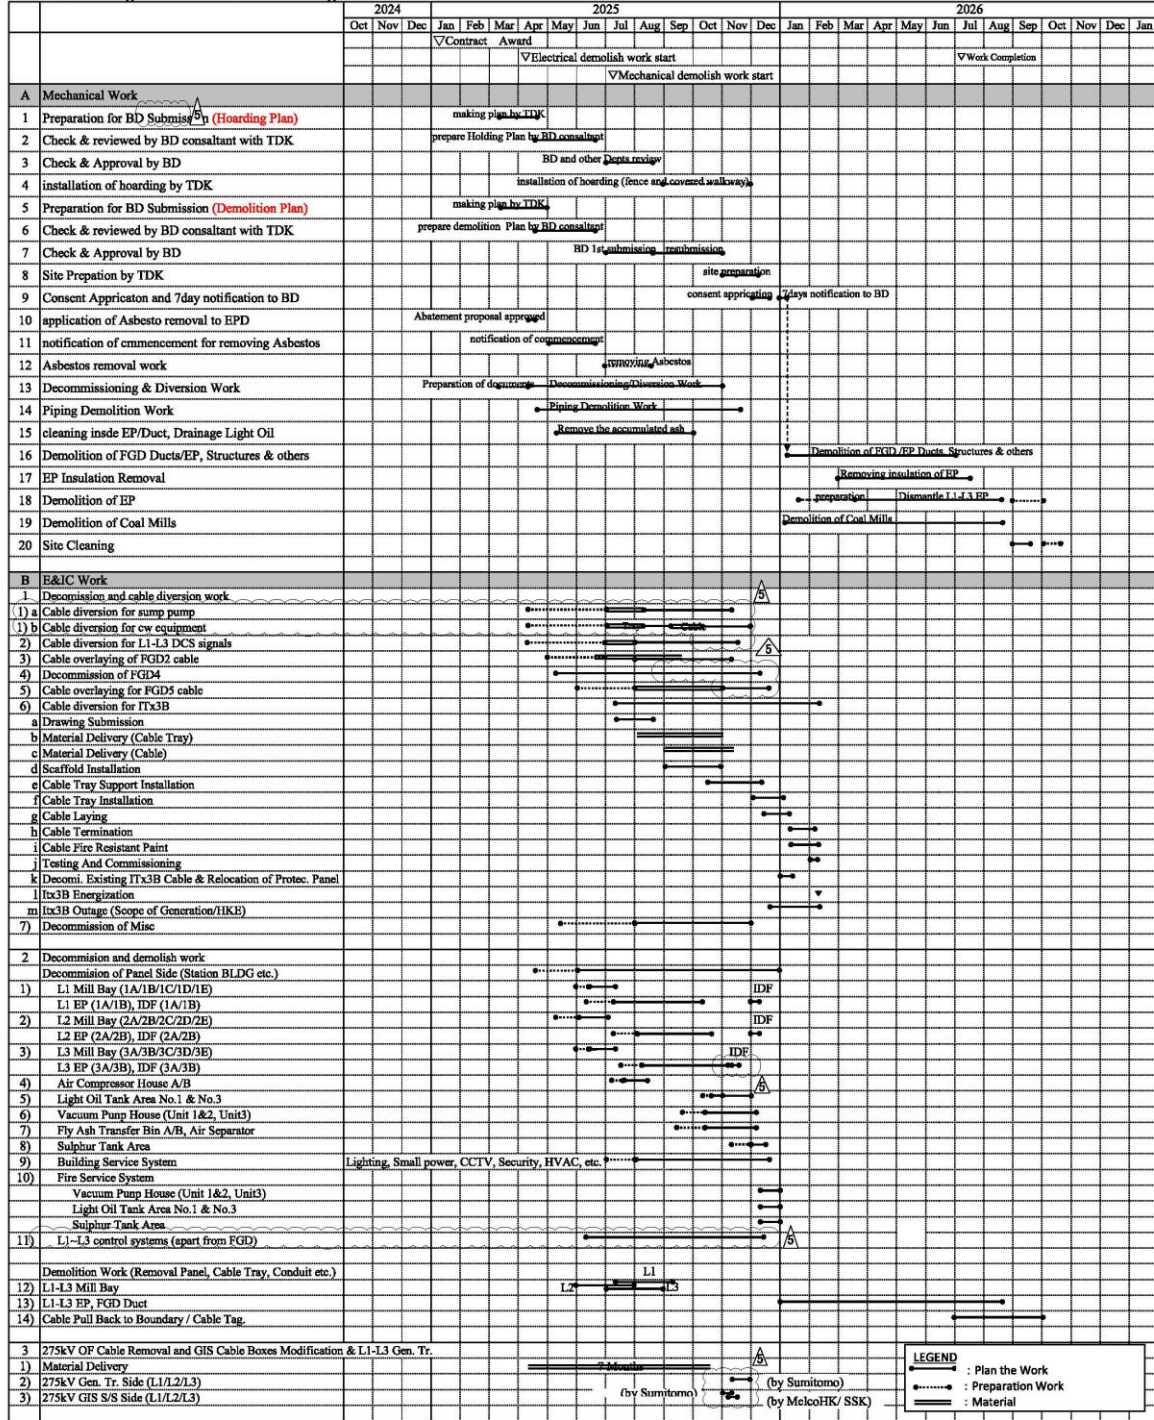 2024 2025 2026
Oct Nov Dec Jan Feb Mar Apr May Jun Jul Aug Sep Oct Nov Dec Jan Feb Mar Apr May Jun Jul Aug Sep Oct Nov Dec Jan
▽Contract Award
▽Electrical demolish work start ▽Work Completion
▽Mechanical demolish work start
A Mechanical Work
1 Preparation for BD Submission (Hoarding Plan) 5 making plan by TDK
2 Check & reviewed by BD consaltant with TDK prepare Holding Plan by BD consaltant
3 Check & Approval by BD BD and other Depts review
4 installation of hoarding by TDK installation of hoarding (fence and covered walkway)
5 Preparation for BD Submission (Demolition Plan) making plan by TDK
6 Check & reviewed by BD consaltant with TDK prepare demolition Plan by BD consaltant
7 Check & Approval by BD BD 1st submission resubmission
8 Site Prepation by TDK site preparation
9 Consent Appricaton and 7day notification to BD consent apprication 7days notification to BD
10 application of Asbesto removal to EPD Abatement proposal approved
11 notification of cmmencement for removing Asbestos notification of commencement
12 Asbestos removal work removing Asbestos
13 Decommissioning & Diversion Work Preparation of documents Decommissioning/Diversion Work
14 Piping Demolition Work Piping Demolition Work
15 cleaning insde EP/Duct, Drainage Light Oil Remove the accumulated ash
16 Demolition of FGD Ducts/EP, Structures & others Demolition of FGD /EP Ducts, Structures & others
17 EP Insulation Removal Removing insulation of EP
18 Demolition of EP preparation Dismantle L1-L3 EP
19 Demolition of Coal Mills Demolition of Coal Mills
20 Site Cleaning
B E&IC Work
1 Decomission and cable diversion work 5
1) a Cable diversion for sump pump
1) b Cable diversion for cw equipment Tray Cable
2) Cable diversion for L1-L3 DCS signals 5
3) Cable overlaying of FGD2 cable
4) Decommission of FGD4
5) Cable overlaying for FGD5 cable
6) Cable diversion for ITx3B
a Drawing Submission
b Material Delivery (Cable Tray)
c Material Delivery (Cable)
d Scaffold Installation
e Cable Tray Support Installation
f Cable Tray Installation
g Cable Laying
h Cable Termination
i Cable Fire Resistant Paint
j Testing And Commissioning
k Decomi. Existing ITx3B Cable & Relocation of Protec. Panel
l Itx3B Energization
m Itx3B Outage (Scope of Generation/HKE)
7) Decommission of Misc
2 Decommision and demolish work
Decommision of Panel Side (Station BLDG etc.)
1) L1 Mill Bay (1A/1B/1C/1D/1E) IDF
L1 EP (1A/1B), IDF (1A/1B)
2) L2 Mill Bay (2A/2B/2C/2D/2E) IDF
L2 EP (2A/2B), IDF (2A/2B)
3) L3 Mill Bay (3A/3B/3C/3D/3E) IDF
L3 EP (3A/3B), IDF (3A/3B)
4) Air Compressor House A/B 5
5) Light Oil Tank Area No.1 & No.3
6) Vacuum Punp House (Unit 1&2, Unit3)
7) Fly Ash Transfer Bin A/B, Air Separator
8) Sulphur Tank Area
9) Building Service System Lighting, Small power, CCTV, Security, HVAC, etc.
10) Fire Service System
Vacuum Punp House (Unit 1&2, Unit3)
Light Oil Tank Area No.1 & No.3
Sulphur Tank Area
11) L1~L3 control systems (apart from FGD) 5
Demolition Work (Removal Panel, Cable Tray, Conduit etc.) L1
12) L1-L3 Mill Bay L2 L3
13) L1-L3 EP, FGD Duct
14) Cable Pull Back to Boundary / Cable Tag.
3 275kV OF Cable Removal and GIS Cable Boxes Modification & L1-L3 Gen. Tr. 5
1) Material Delivery 7 Months
2) 275kV Gen. Tr. Side (L1/L2/L3) (by Sumitomo)
3) 275kV GIS S/S Side (L1/L2/L3) (by Sumitomo) (by MelcoHK/ SSK)
LEGEND
: Plan the Work
: Preparation Work
: Material